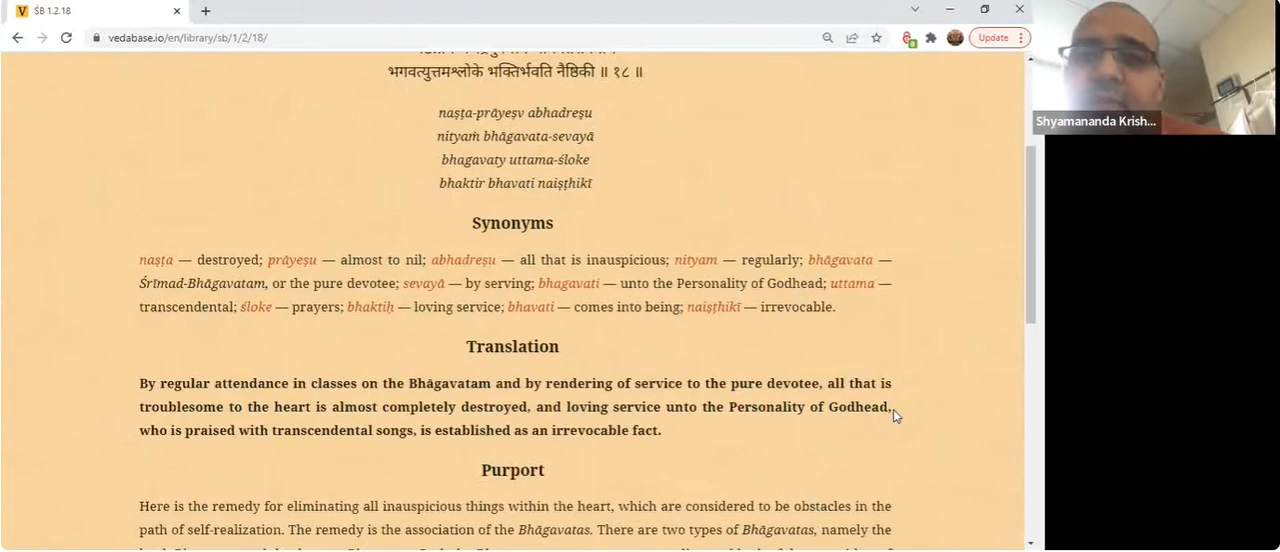 ŚB 1.2.18
vedabase.io/en/library/sb/1/2/18/
Update
भगवत्युत्तमश्लोके भक्तिर्भवति नैष्ठिकी ॥ १८ ॥
naṣṭa-prāyeṣv abhadreṣu
nityaṁ bhāgavata-sevayā
bhagavaty uttama-śloke
bhaktir bhavati naiṣṭhikī
Synonyms
naṣṭa — destroyed; prāyeṣu — almost to nil; abhadreṣu — all that is inauspicious; nityam — regularly; bhāgavata —
Śrīmad-Bhāgavatam, or the pure devotee; sevayā — by serving; bhagavati — unto the Personality of Godhead; uttama —
transcendental; śloke — prayers; bhaktiḥ — loving service; bhavati — comes into being; naiṣṭhikī — irrevocable.
Translation
By regular attendance in classes on the Bhāgavatam and by rendering of service to the pure devotee, all that is
troublesome to the heart is almost completely destroyed, and loving service unto the Personality of Godhead,
who is praised with transcendental songs, is established as an irrevocable fact.
Purport
Here is the remedy for eliminating all inauspicious things within the heart, which are considered to be obstacles in the
path of self-realization. The remedy is the association of the Bhāgavatas. There are two types of Bhāgavatas, namely the
Shyamananda Krish...